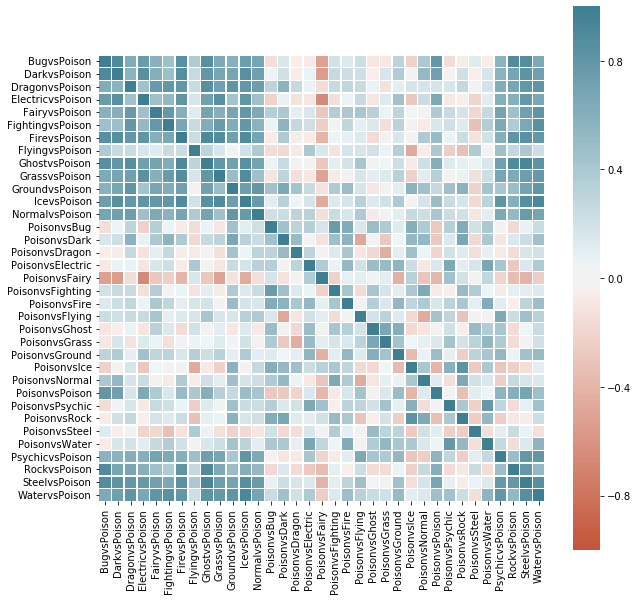 BugvsPoison
DarkvsPoison
DragonvsPoison
ElectricvsPoison
FairyvsPoison
FightingvsPoison
FirevsPoison
FlyingvsPoison
GhostvsPoison
GrassvsPoison
GroundvsPoison
IcevsPoison
NormalvsPoison
PoisonvsBug
PoisonvsDark
PoisonvsDragon
PoisonvsElectric
PoisonvsFairy
PoisonvsFighting
PoisonvsFire
PoisonvsFlying
PoisonvsGhost
PoisonvsGrass
PoisonvsGround
PoisonvsIce
PoisonvsNormal
PoisonvsPoison
PoisonvsPsychic
PoisonvsRock
PoisonvsSteel
PoisonvsWater
PsychicvsPoison
RockvsPoison
SteelvsPoison
WatervsPoison
BugvsPoison
DarkvsPoison
DragonvsPoison
ElectricvsPoison
FairyvsPoison
FightingvsPoison
FirevsPoison
FlyingvsPoison
GhostvsPoison
GrassvsPoison
GroundvsPoison
IcevsPoison
NormalvsPoison
PoisonvsBug
PoisonvsDark
PoisonvsDragon
PoisonvsElectric
PoisonvsFairy
PoisonvsFighting
PoisonvsFire
PoisonvsFlying
PoisonvsGhost
PoisonvsGrass
PoisonvsGround
PoisonvsIce
PoisonvsNormal
PoisonvsPoison
PoisonvsPsychic
PoisonvsRock
PoisonvsSteel
PoisonvsWater
PsychicvsPoison
RockvsPoison
SteelvsPoison
WatervsPoison
0.8
0.4
0.0
−0.4
−0.8